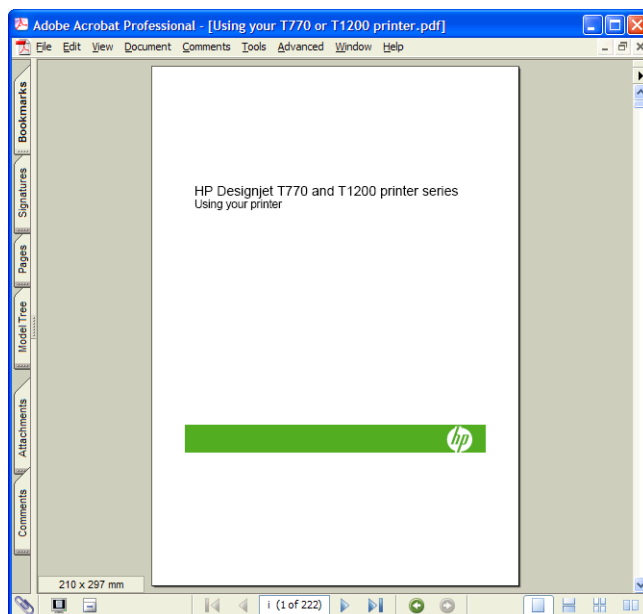 Adobe Acrobat Professional - [Using your T770 or T1200 printer.pdf]
File Edit View Document Comments Tools Advanced Window Help
Bookmarks
Signatures
Pages
Model Tree
Attachments
Comments
HP Designjet T770 and T1200 printer series
Using your printer
hp
210 x 297 mm
i (1 of 222)